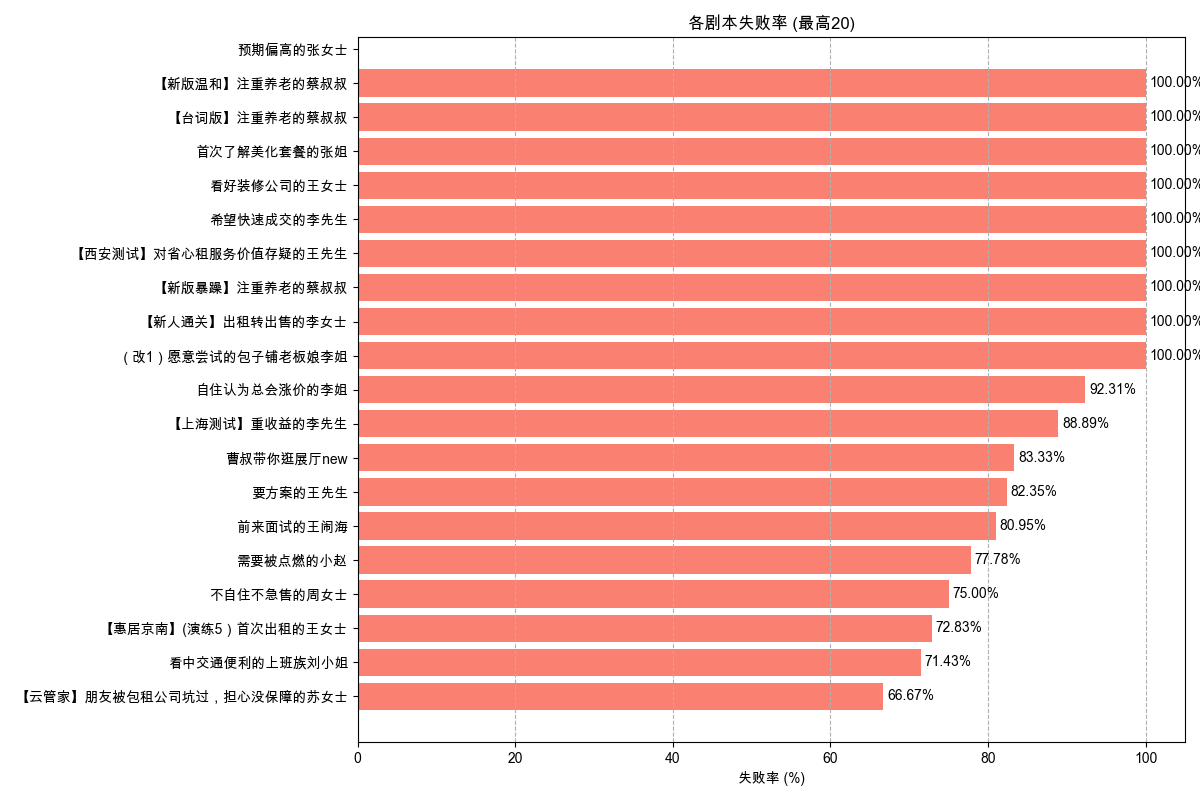 各剧本失败率 (最高20)
预期偏高的张女士
【新版温和】注重养老的蔡叔叔 100.00%
【台词版】注重养老的蔡叔叔 100.00%
首次了解美化套餐的张姐 100.00%
看好装修公司的王女士 100.00%
希望快速成交的李先生 100.00%
【西安测试】对省心租服务价值存疑的王先生 100.00%
【新版暴躁】注重养老的蔡叔叔 100.00%
【新人通关】出租转出售的李女士 100.00%
（改1）愿意尝试的包子铺老板娘李姐 100.00%
自住认为总会涨价的李姐 92.31%
【上海测试】重收益的李先生 88.89%
曹叔带你逛展厅new 83.33%
要方案的王先生 82.35%
前来面试的王闹海 80.95%
需要被点燃的小赵 77.78%
不自住不急售的周女士 75.00%
【惠居京南】(演练5）首次出租的王女士 72.83%
看中交通便利的上班族刘小姐 71.43%
【云管家】朋友被包租公司坑过，担心没保障的苏女士 66.67%
0 20 40 60 80 100
失败率 (%)